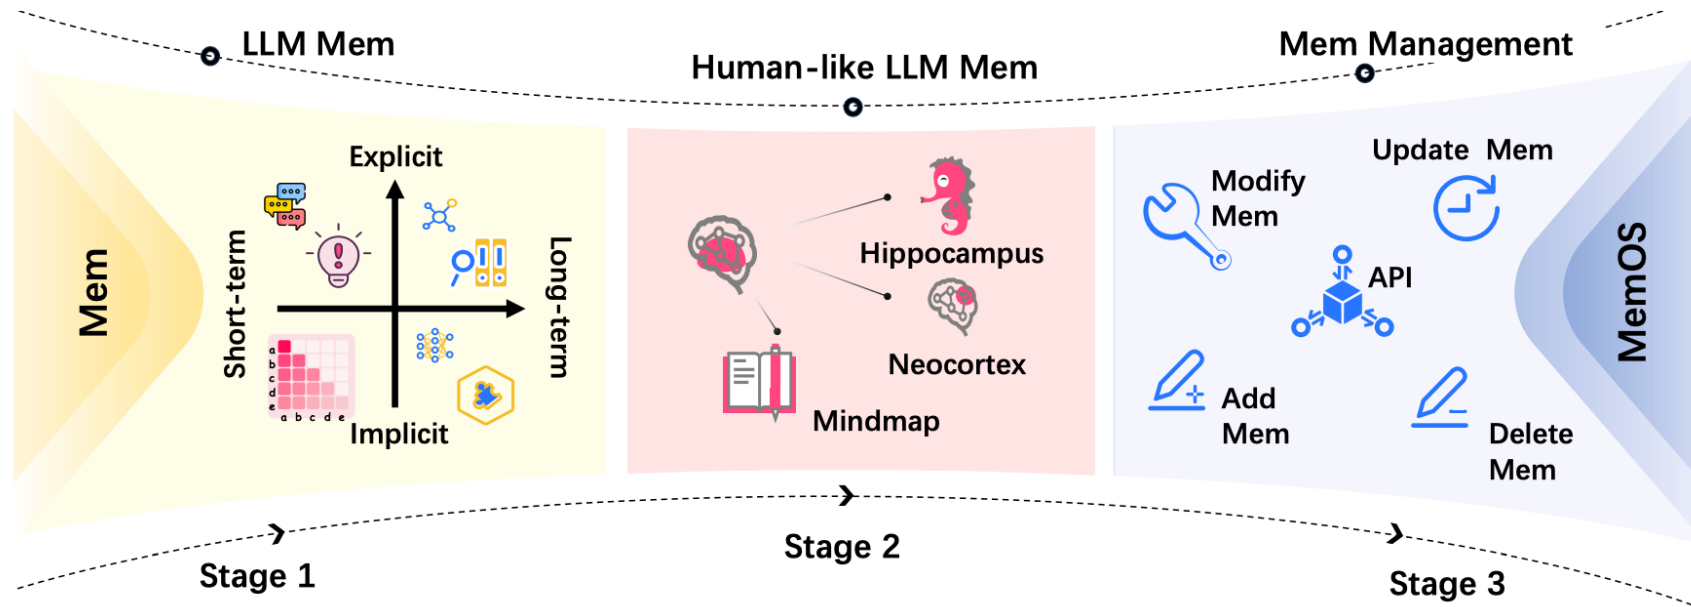 LLM Mem
Human-like LLM Mem
Mem Management
Mem
Explicit
Short-term
Long-term
Implicit
a
b
c
d
e
a b c d e
Hippocampus
Neocortex
Mindmap
Modify
Mem
Update Mem
API
Add
Mem
Delete
Mem
MemOS
Stage 1
Stage 2
Stage 3